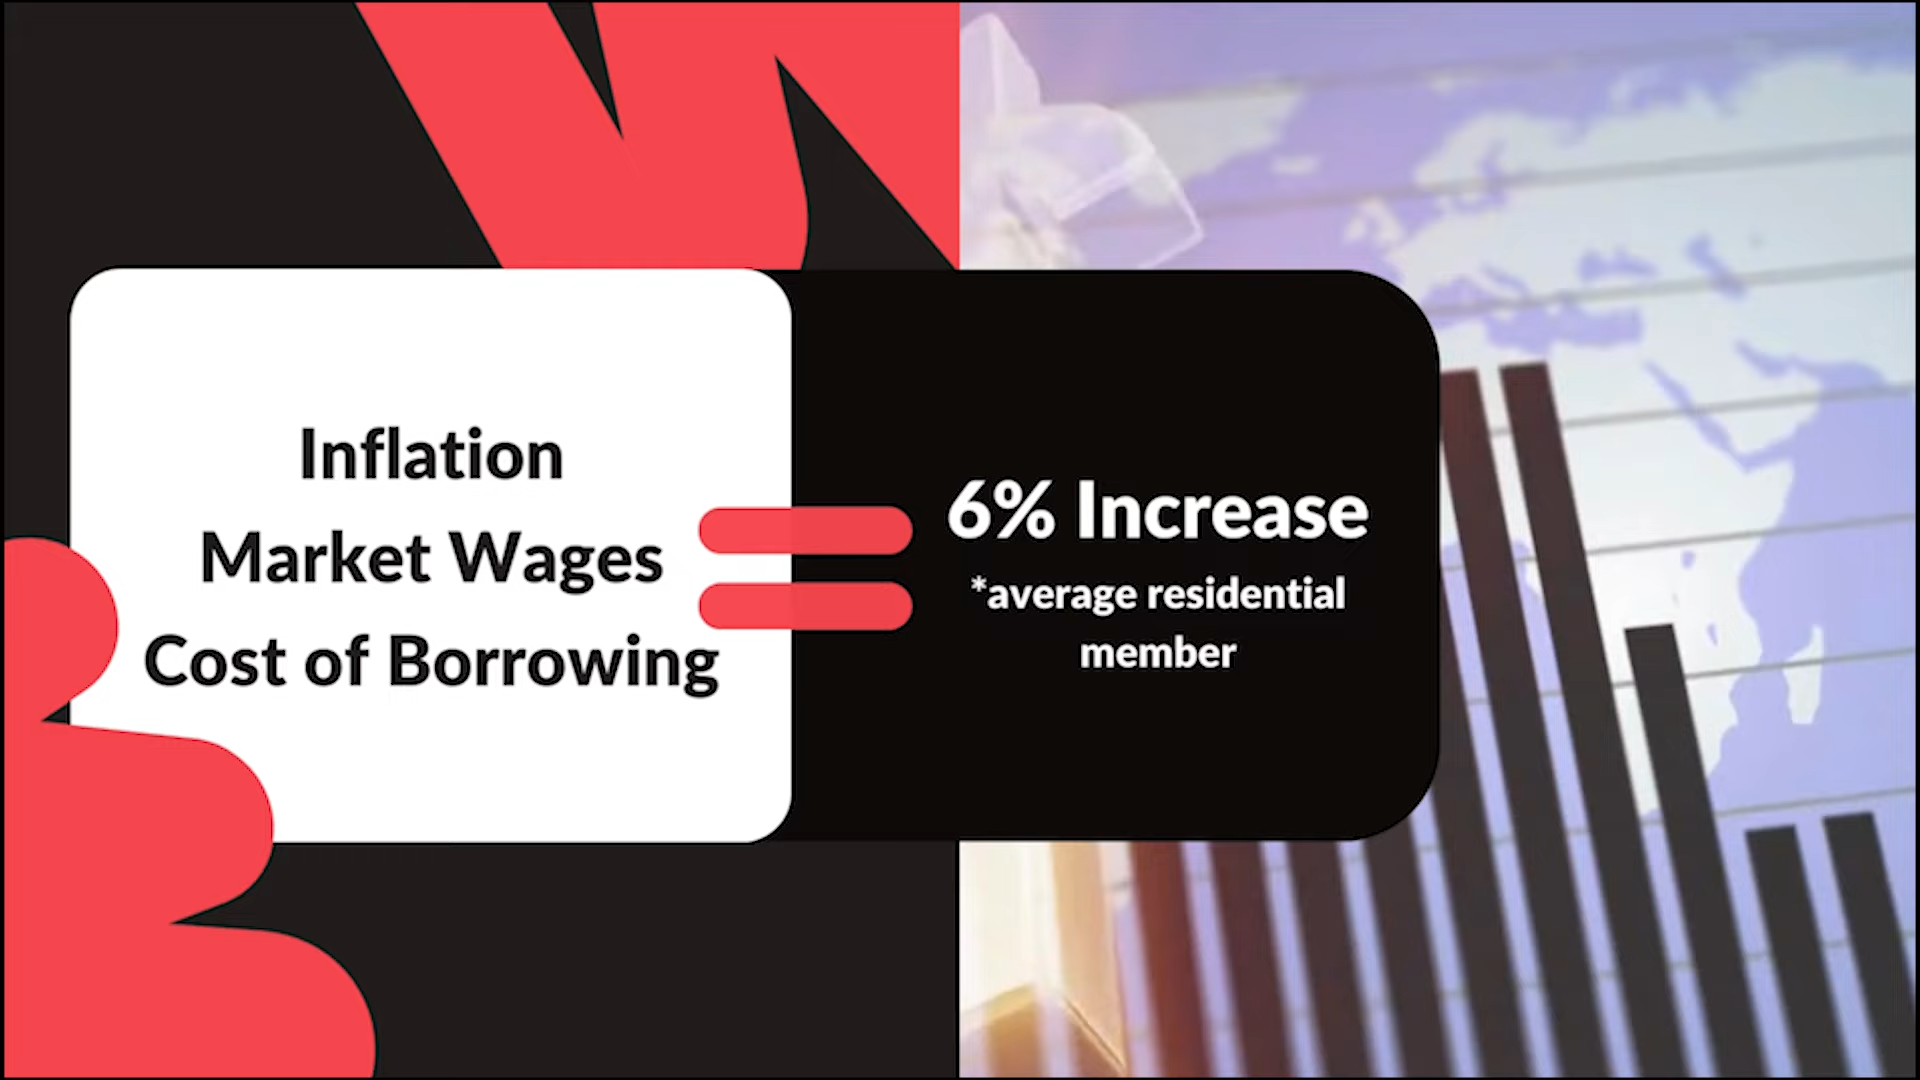 Inflation
Market Wages
Cost of Borrowing
6% Increase
*average residential
member